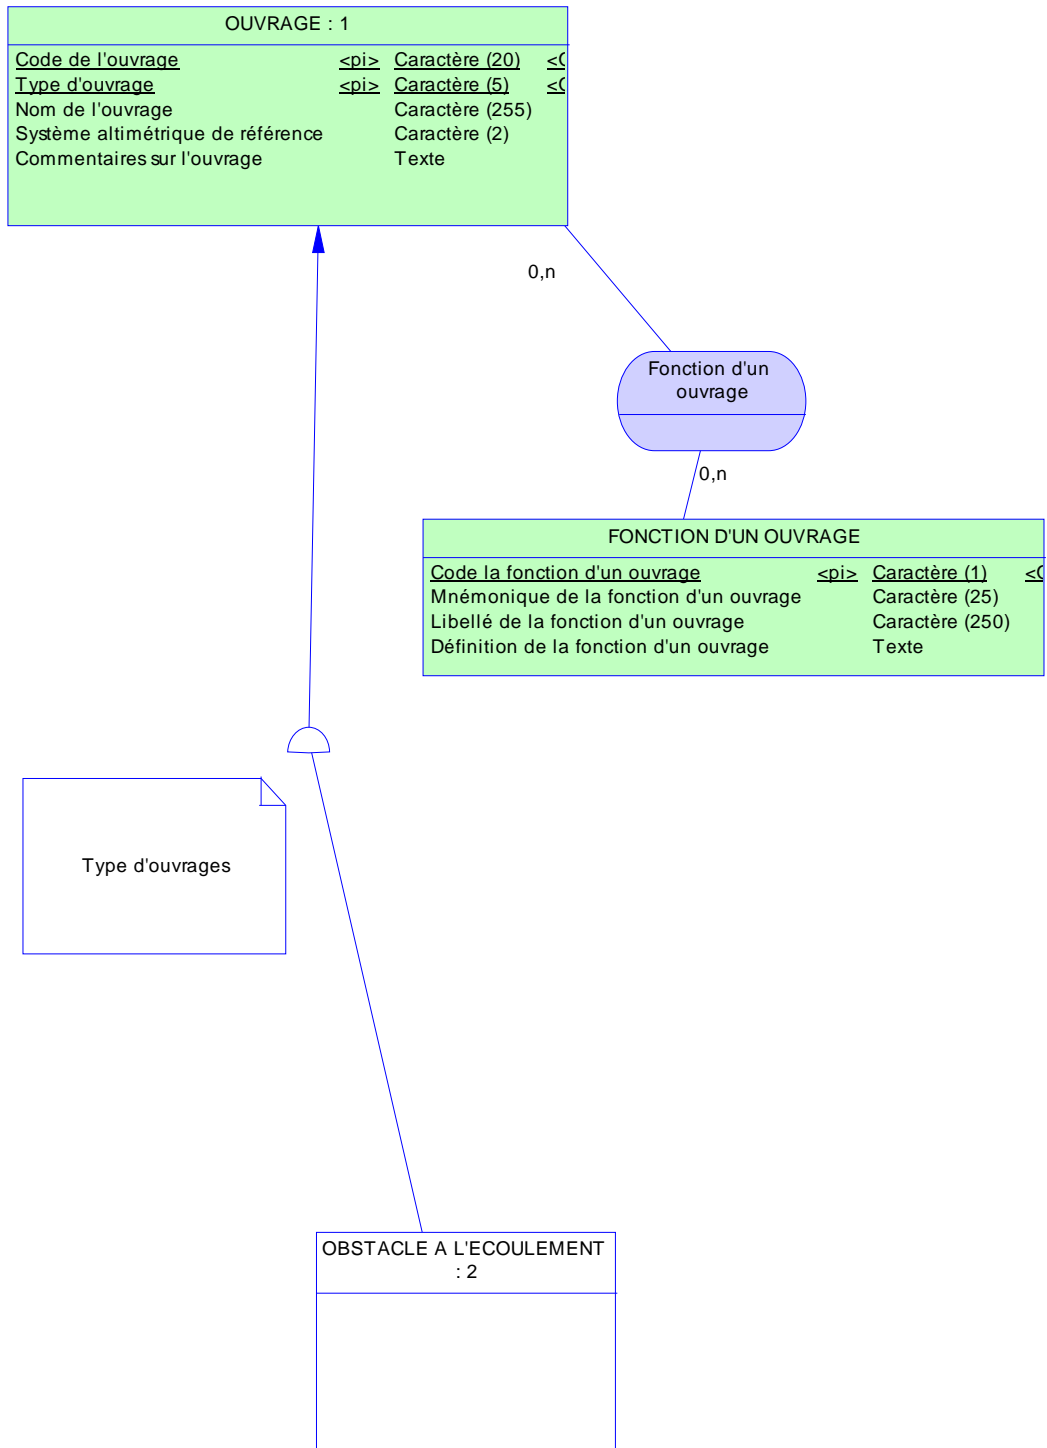 OUVRAGE : 1
Code de l'ouvrage <pi> Caractère (20)
Type d'ouvrage <pi> Caractère (5)
Nom de l'ouvrage Caractère (255)
Système altimétrique de référence Caractère (2)
Commentaires sur l'ouvrage Texte
0,n
Fonction d'un
ouvrage
0,n
FONCTION D'UN OUVRAGE
Code la fonction d'un ouvrage <pi> Caractère (1)
Mnémonique de la fonction d'un ouvrage Caractère (25)
Libellé de la fonction d'un ouvrage Caractère (250)
Définition de la fonction d'un ouvrage Texte
Type d'ouvrages
OBSTACLE A L'ECOULEMENT
: 2